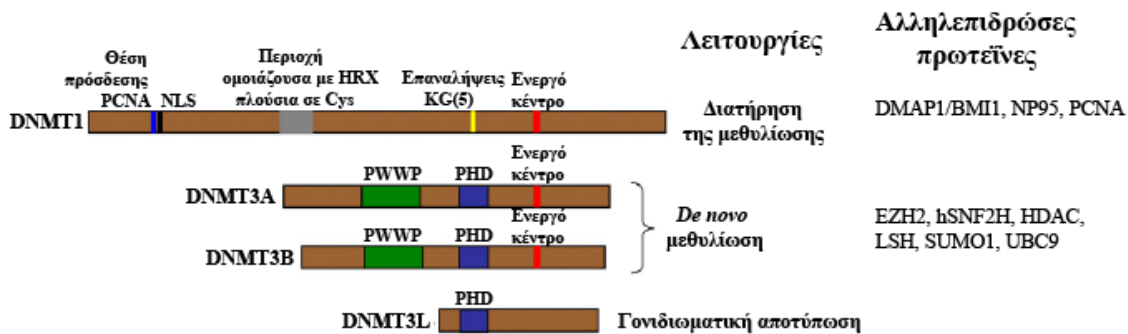 Λειτουργίες
Αλληλεπιδρώσες
πρωτεΐνες
Θέση
πρόσδεσης
PCNA NLS
Περιοχή
ομοιάζουσα με HRX
πλούσια σε Cys
Επαναλήψεις
KG(5)
Ενεργό
κέντρο
DNMT1
Διατήρηση
της μεθυλίωσης
DMAP1/BMI1, NP95, PCNA
PWWP
PHD
Ενεργό
κέντρο
DNMT3A
PWWP
PHD
Ενεργό
κέντρο
DNMT3B
De novo
μεθυλίωση
EZH2, hSNF2H, HDAC,
LSH, SUMO1, UBC9
PHD
DNMT3L
Γονιδιωματική αποτύπωση